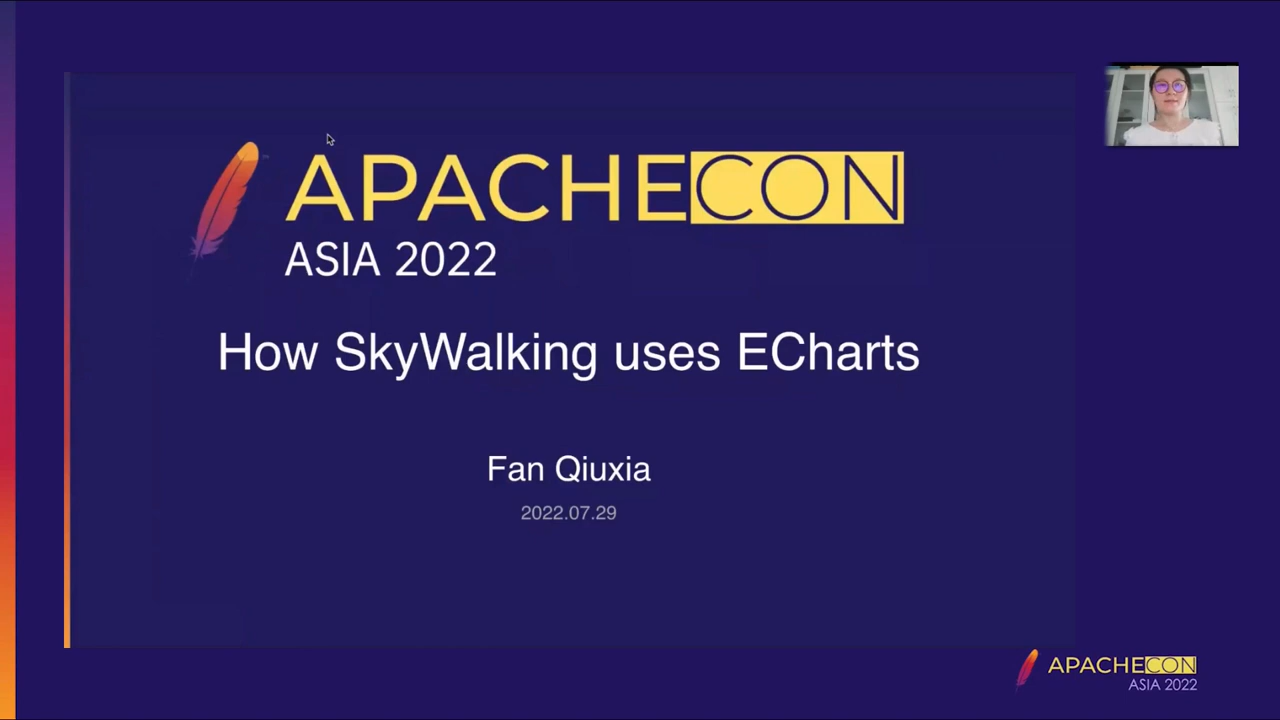 APACHECON
ASIA 2022
How SkyWalking uses ECharts
Fan Qiuxia
2022.07.29
APACHECON
ASIA 2022